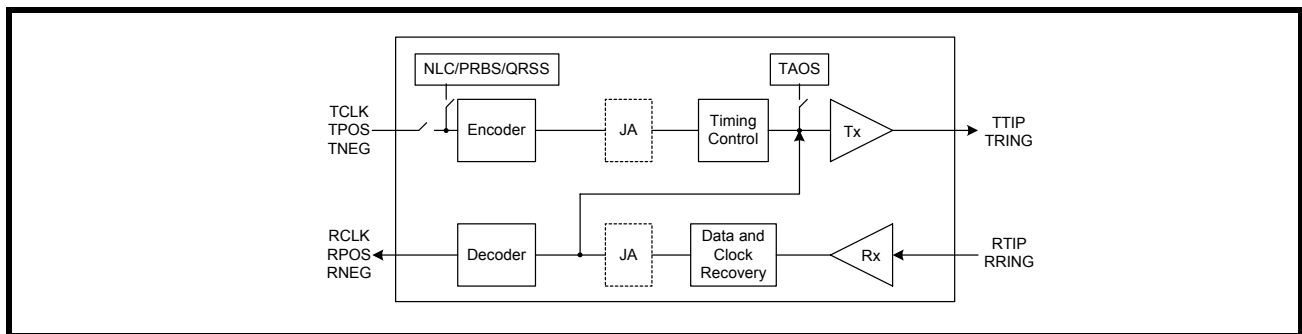 NLC/PRBS/QRSS
TAOS
TCLK
TPOS
TNEG
Encoder
JA
Timing
Control
Tx
TTIP
TRING
RCLK
RPOS
RNEG
Decoder
JA
Data and
Clock
Recovery
Rx
RTIP
RRING